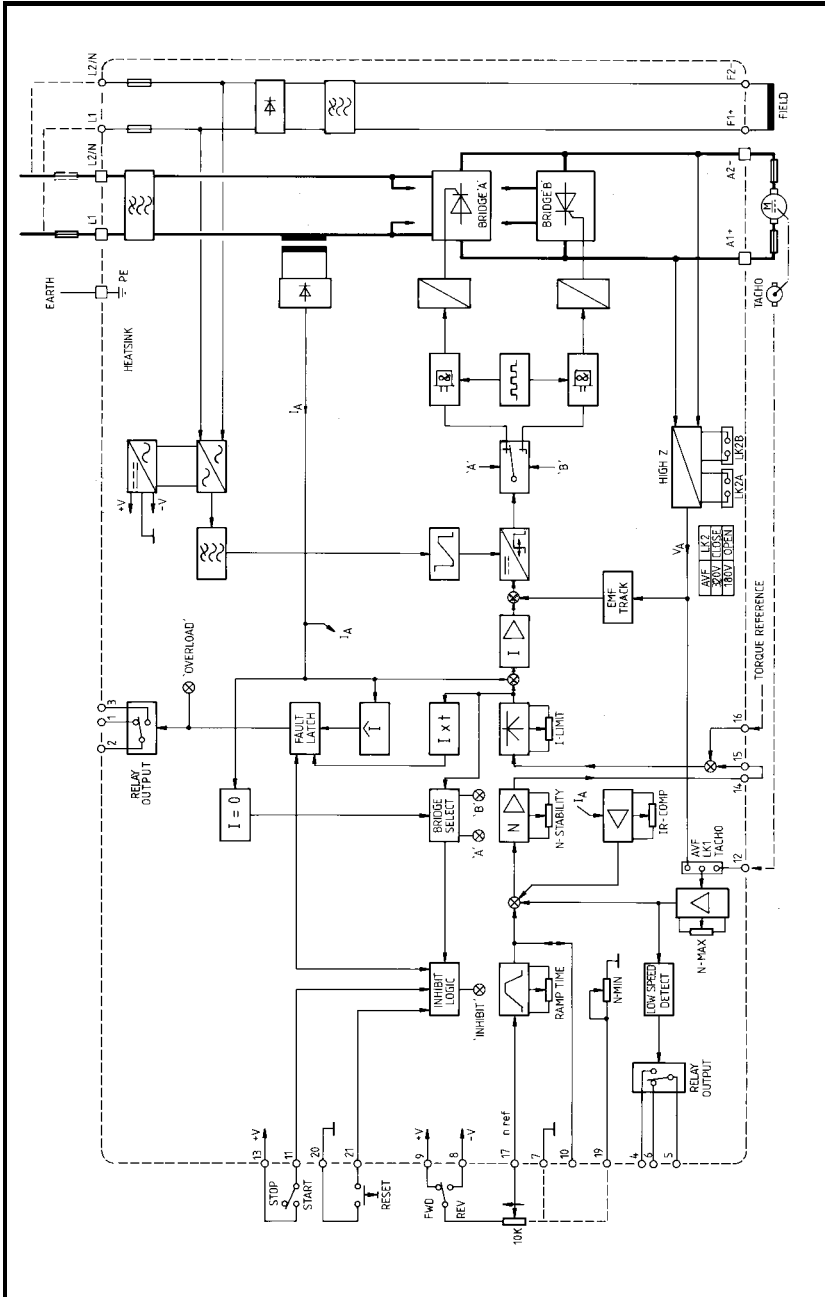 L2/N
L1
L2/N
L1
EARTH
PE
HEATSINK
F2-
F1+
FIELD
A2-
A1+
M
TACHO
BRIDGE 'A'
BRIDGE 'B'
&
&
'A'
'B'
HIGH Z
LK2A
LK2B
VA
AVF LK2
320V CLOSE
180V OPEN
EMF
TRACK
TORQUE REFERENCE
+V
-V
IA
IA
'OVERLOAD'
3
1
2
RELAY
OUTPUT
FAULT
LATCH
I
I x t
I = 0
BRIDGE
SELECT
'A'
'B'
I
I-LIMIT
N
N-STABILITY
IA
IR-COMP
16
15
14
12
AVF
LK1
TACHO
N-MAX
INHIBIT
LOGIC
'INHIBIT'
RAMP TIME
N-MIN
LOW SPEED
DETECT
RELAY
OUTPUT
13
+V
STOP
11
START
20
21
RESET
9
+V
FWD
8
-V
REV
17
n ref
10K
7
10
19
4
6
5